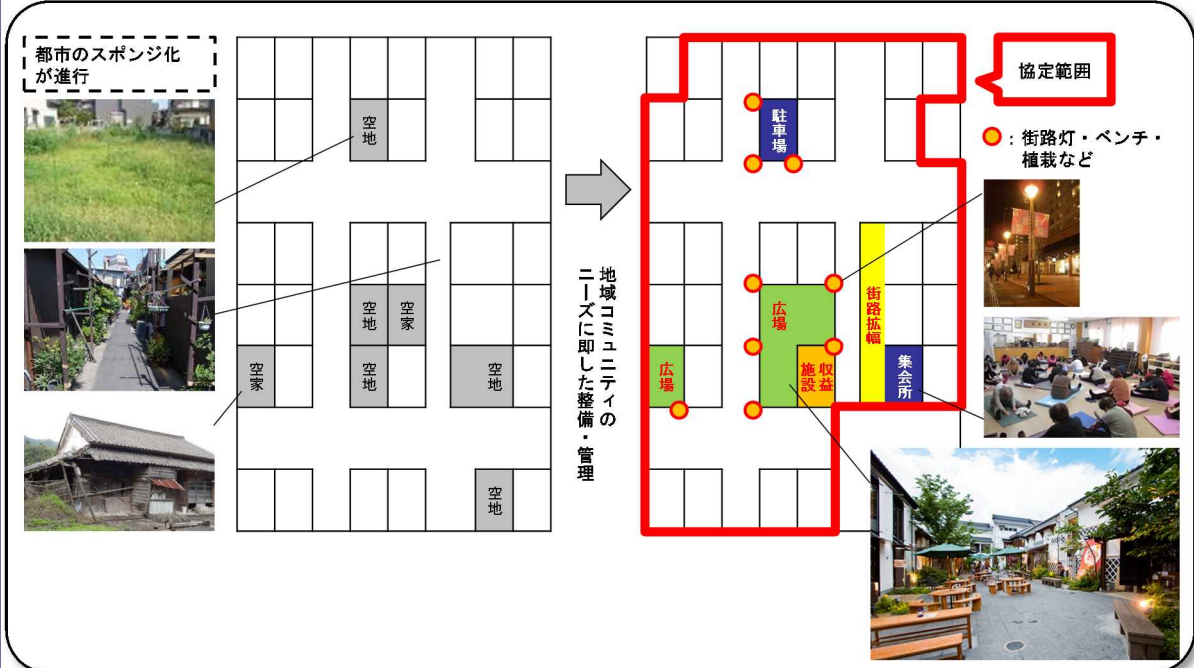 都市のスポンジ化
が進行
空地
空地
空家
空家
空地
空地
空地
地域コミュニティの
ニーズに即した整備・管理
協定範囲
：街路灯・ベンチ・
植栽など
駐車場
広場
街路拡幅
広場
収益
施設
集会所